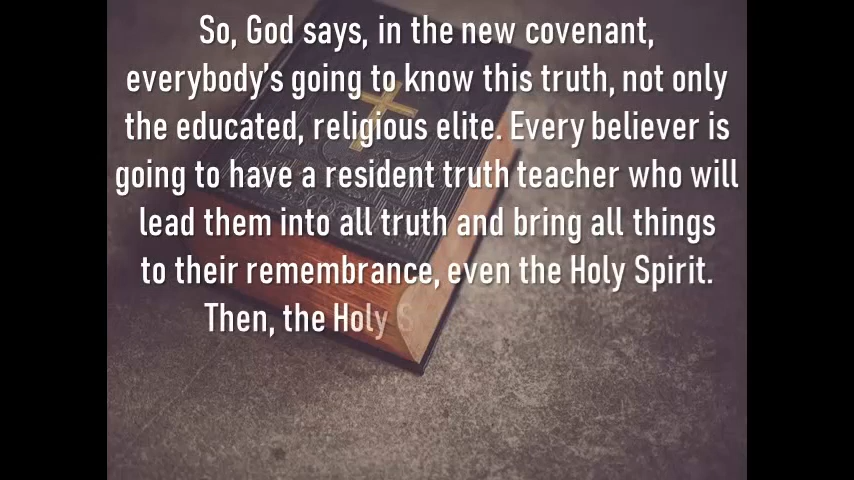 So, God says, in the new covenant,
everybody's going to know this truth, not only
the educated, religious elite. Every believer is
going to have a resident truth teacher who will
lead them into all truth and bring all things
to their remembrance, even the Holy Spirit.
Then, the Holy S